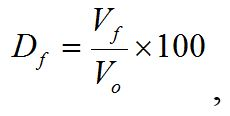 D_f = V_f / V_o × 100 ,